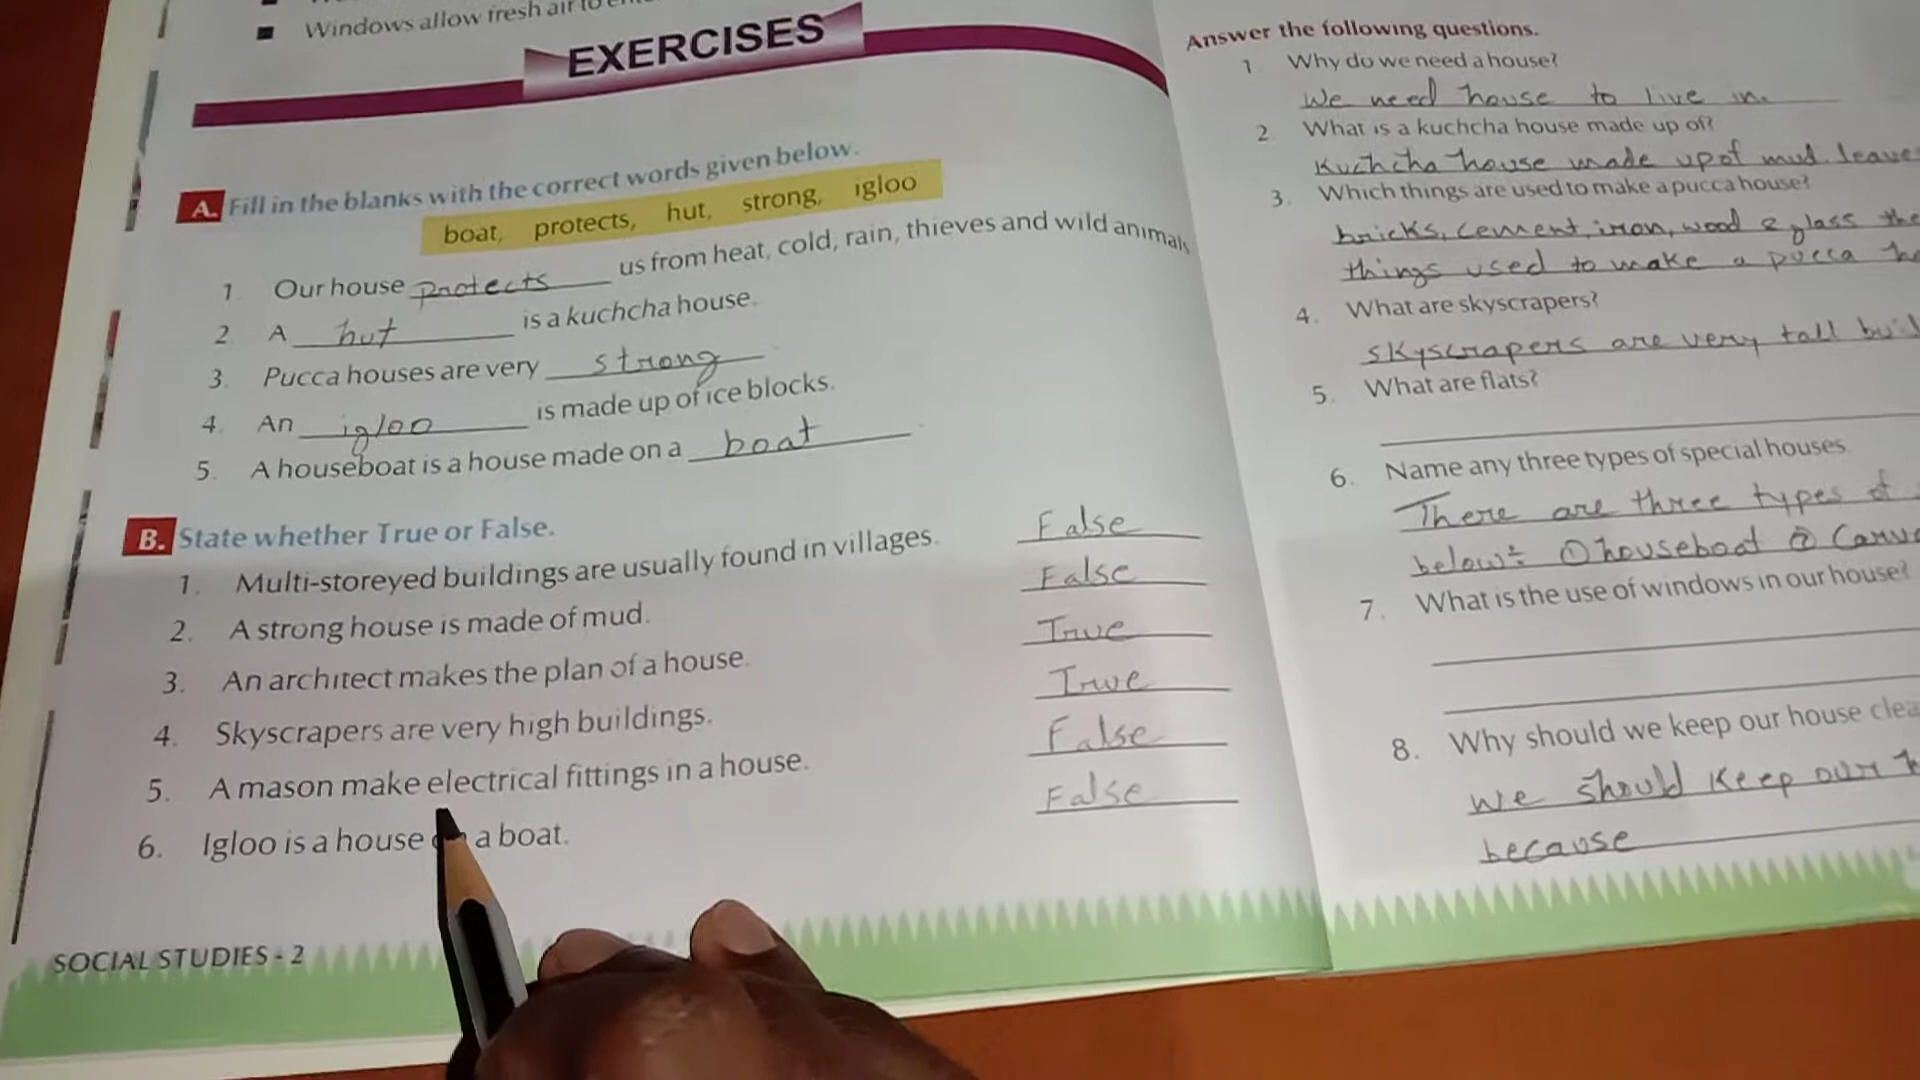 Windows allow fresh air to
EXERCISES
A. Fill in the blanks with the correct words given below.
boat, protects, hut, strong, igloo
1. Our house protects us from heat, cold, rain, thieves and wild animals
2. A hut is a kuchcha house.
3. Pucca houses are very strong
4. An igloo is made up of ice blocks.
5. A houseboat is a house made on a boat
B. State whether True or False.
1. Multi-storeyed buildings are usually found in villages. False
2. A strong house is made of mud. False
3. An architect makes the plan of a house. True
4. Skyscrapers are very high buildings. True
5. A mason make electrical fittings in a house. False
6. Igloo is a house a boat. False
SOCIAL STUDIES - 2
Answer the following questions.
1 Why do we need a house?
We need house to live in.
2. What is a kuchcha house made up of?
Kuchcha house made up of mud. leave
3. Which things are used to make a pucca house?
bricks, cement, iron, wood & glass the
things used to make a pucca ho
4. What are skyscrapers?
Skyscrapers are very tall buil
5. What are flats?
6. Name any three types of special houses
There are three types of
below:- ① houseboat ②
7. What is the use of windows in our house?
8. Why should we keep our house clea
We should keep our
because